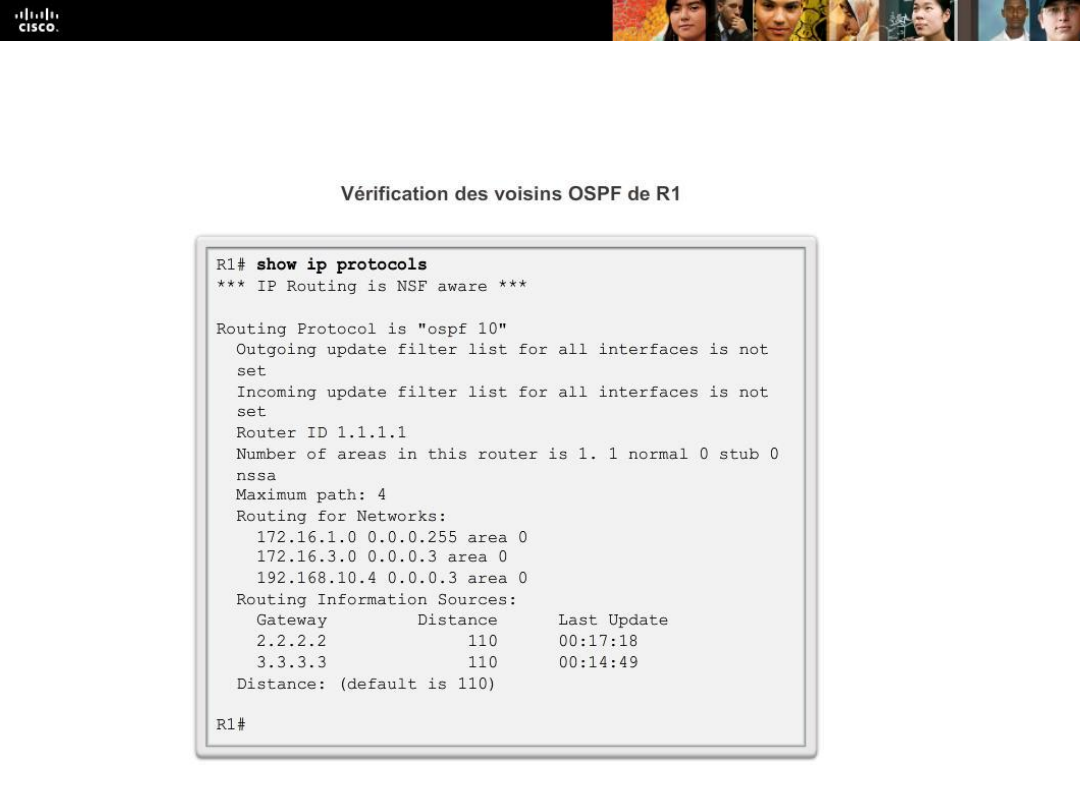 CISCO.
Vérification des voisins OSPF de R1
R1# show ip protocols
*** IP Routing is NSF aware ***
Routing Protocol is "ospf 10"
Outgoing update filter list for all interfaces is not
set
Incoming update filter list for all interfaces is not
set
Router ID 1.1.1.1
Number of areas in this router is 1. 1 normal 0 stub 0
nssa
Maximum path: 4
Routing for Networks:
172.16.1.0 0.0.0.255 area 0
172.16.3.0 0.0.0.3 area 0
192.168.10.4 0.0.0.3 area 0
Routing Information Sources:
Gateway Distance Last Update
2.2.2.2 110 00:17:18
3.3.3.3 110 00:14:49
Distance: (default is 110)
R1#